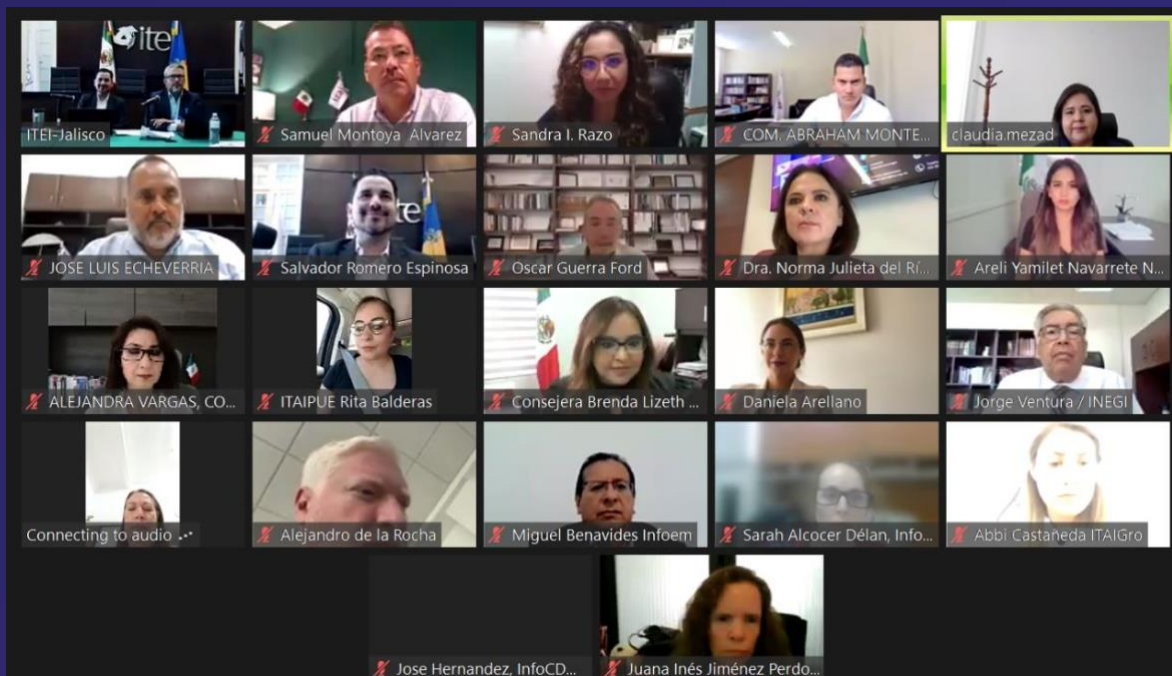 ite
ITEI-Jalisco
Samuel Montoya Alvarez
Sandra I. Razo
COM. ABRAHAM MONTE...
claudia.mezad
JOSE LUIS ECHEVERRIA
te
Salvador Romero Espinosa
Oscar Guerra Ford
Dra. Norma Julieta del Rí...
Areli Yamilet Navarrete N...
ALEJANDRA VARGAS, CO...
ITAIPUE Rita Balderas
Consejera Brenda Lizeth ...
Daniela Arellano
Jorge Ventura / INEGI
Connecting to audio ...
Alejandro de la Rocha
Miguel Benavides Infoem
Sarah Alcocer Délan, Info...
Abbi Castañeda ITAIGro
Jose Hernandez, InfoCD...
Juana Inés Jiménez Perdo...